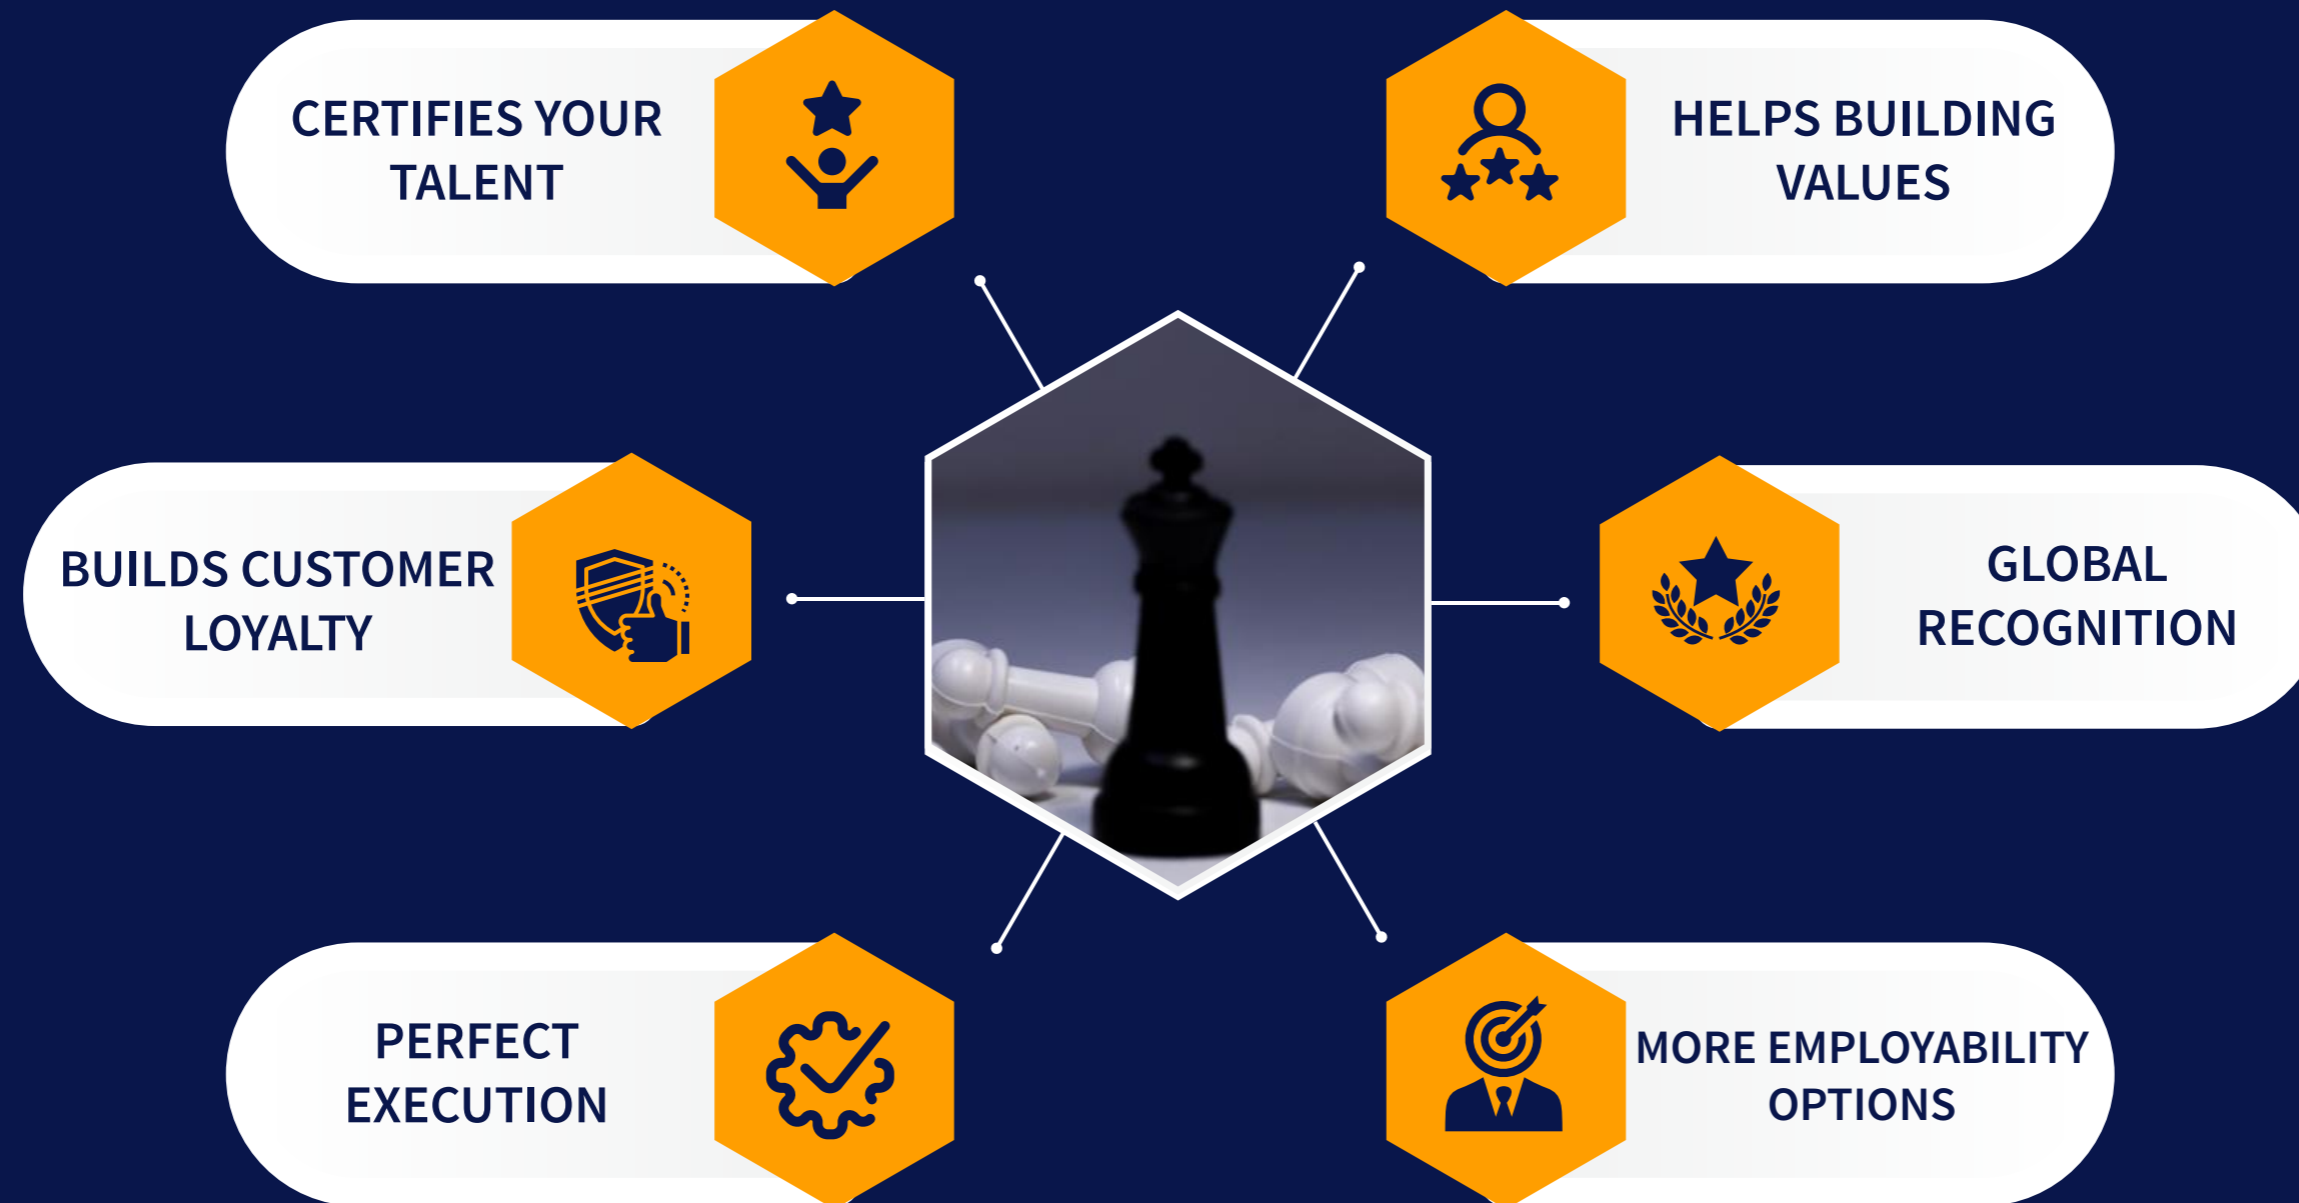 CERTIFIES YOUR
TALENT
HELPS BUILDING
VALUES
BUILDS CUSTOMER
LOYALTY
GLOBAL
RECOGNITION
PERFECT
EXECUTION
MORE EMPLOYABILITY
OPTIONS